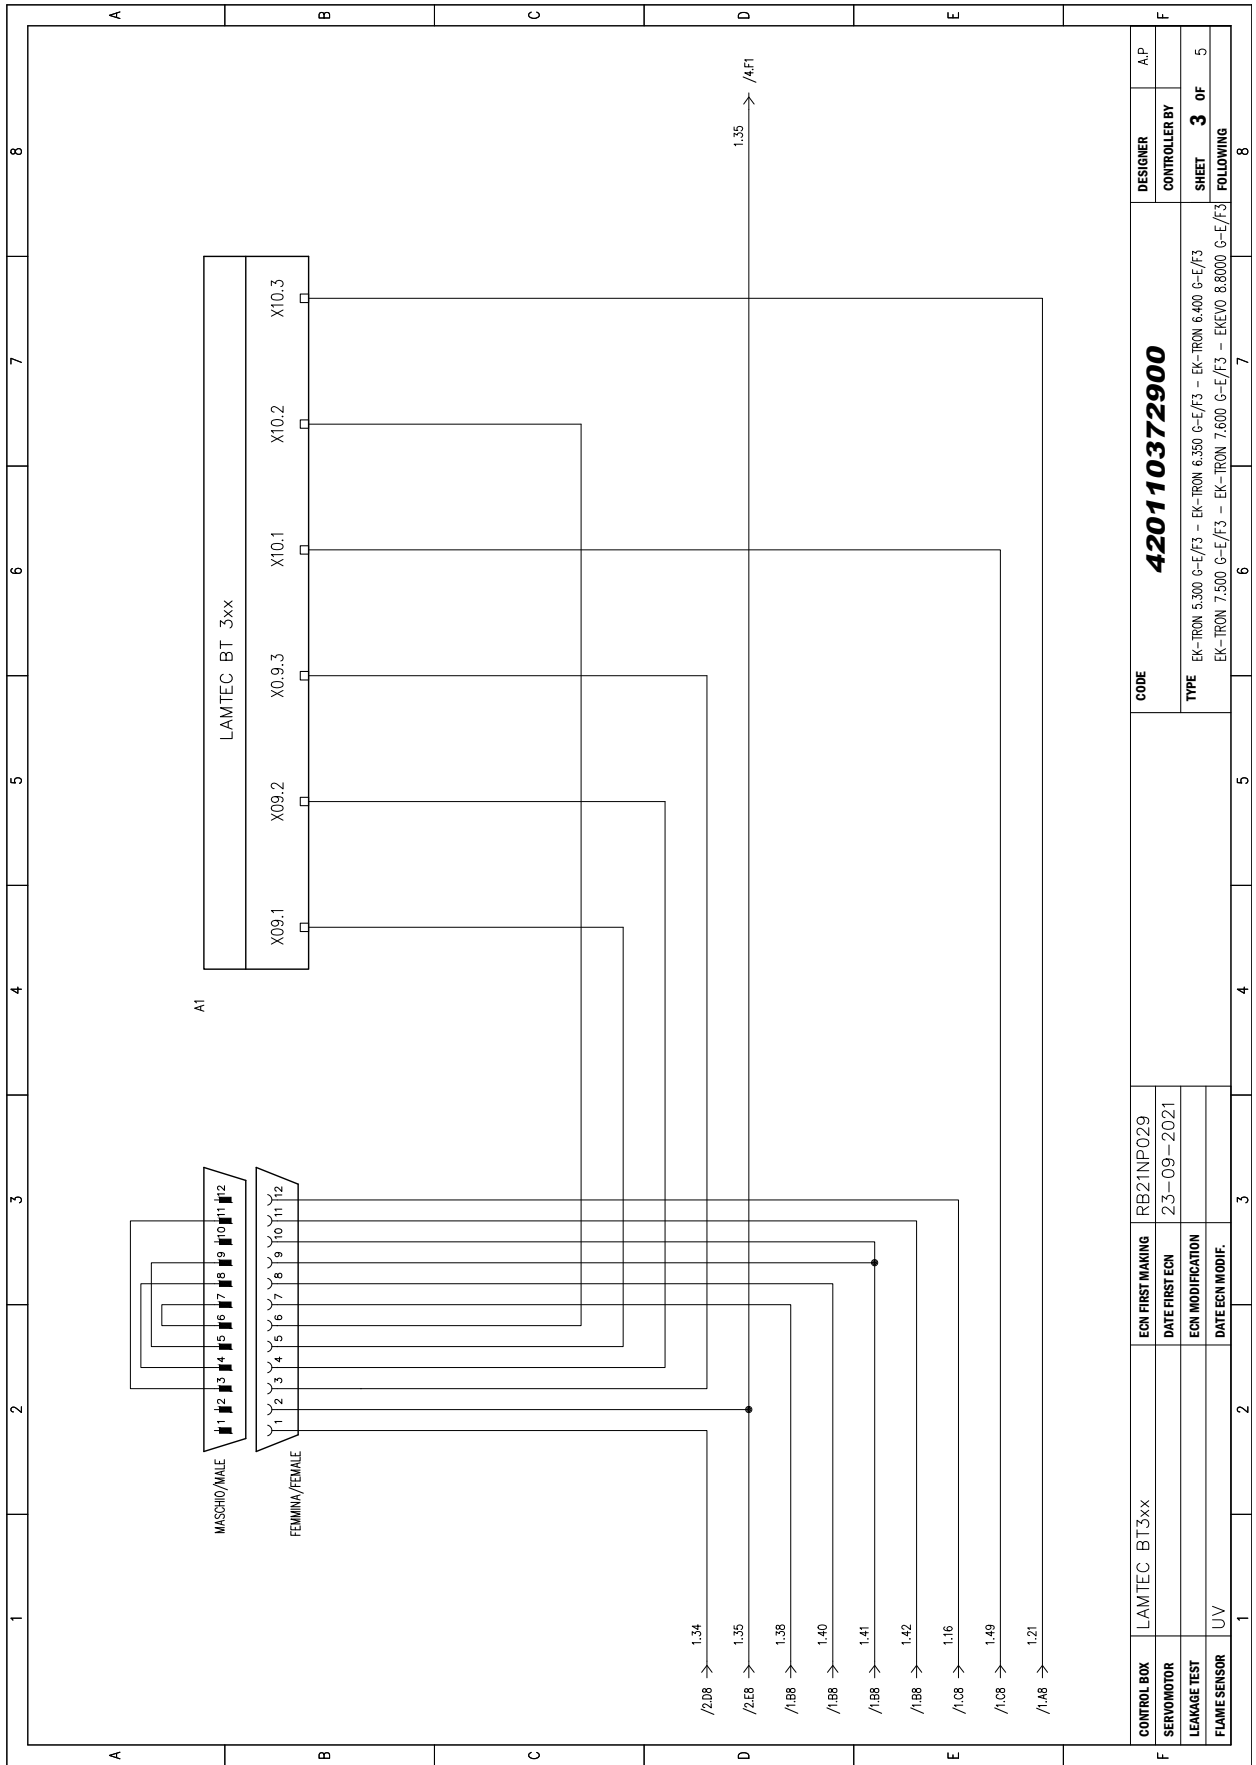 1 2 3 4 5 6 7 8
A
B
C
D
E
F
LAMTEC BT 3xx
A1
X09.1 X09.2 X0.9.3 X10.1 X10.2 X10.3
MASCHIO/MALE
1 2 3 4 5 6 7 8 9 10 11 12
FEMMINA/FEMALE
1 2 3 4 5 6 7 8 9 10 11 12
/2.D8 1.34
/2.E8 1.35
1.35 /4.F1
/1.B8 1.38
/1.B8 1.40
/1.B8 1.41
/1.B8 1.42
/1.C8 1.16
/1.C8 1.49
/1.A8 1.21
A
B
C
D
E
F
CONTROL BOX LAMTEC BT3xx
SERVOMOTOR
LEAKAGE TEST
FLAME SENSOR UV
ECN FIRST MAKING RB21NP029
DATE FIRST ECN 23-09-2021
ECN MODIFICATION
DATE ECN MODIF.
CODE
420110372900
TYPE EK-TRON 5.300 G-E/F3 - EK-TRON 6.350 G-E/F3 - EK-TRON 6.400 G-E/F3
EK-TRON 7.500 G-E/F3 - EK-TRON 7.600 G-E/F3 - EKEVO 8.8000 G-E/F3
DESIGNER A.P
CONTROLLER BY
SHEET 3 OF 5
FOLLOWING
1 2 3 4 5 6 7 8